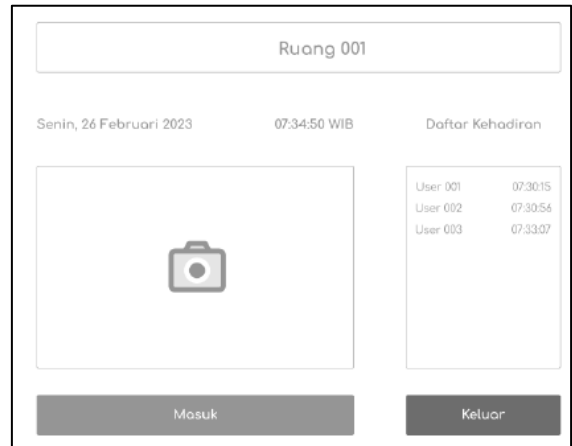 Ruang 001
Senin, 26 Februari 2023
07:34:50 WIB
Daftar Kehadiran
User 001 07:30:15
User 002 07:30:56
User 003 07:33:07
Masuk
Keluar